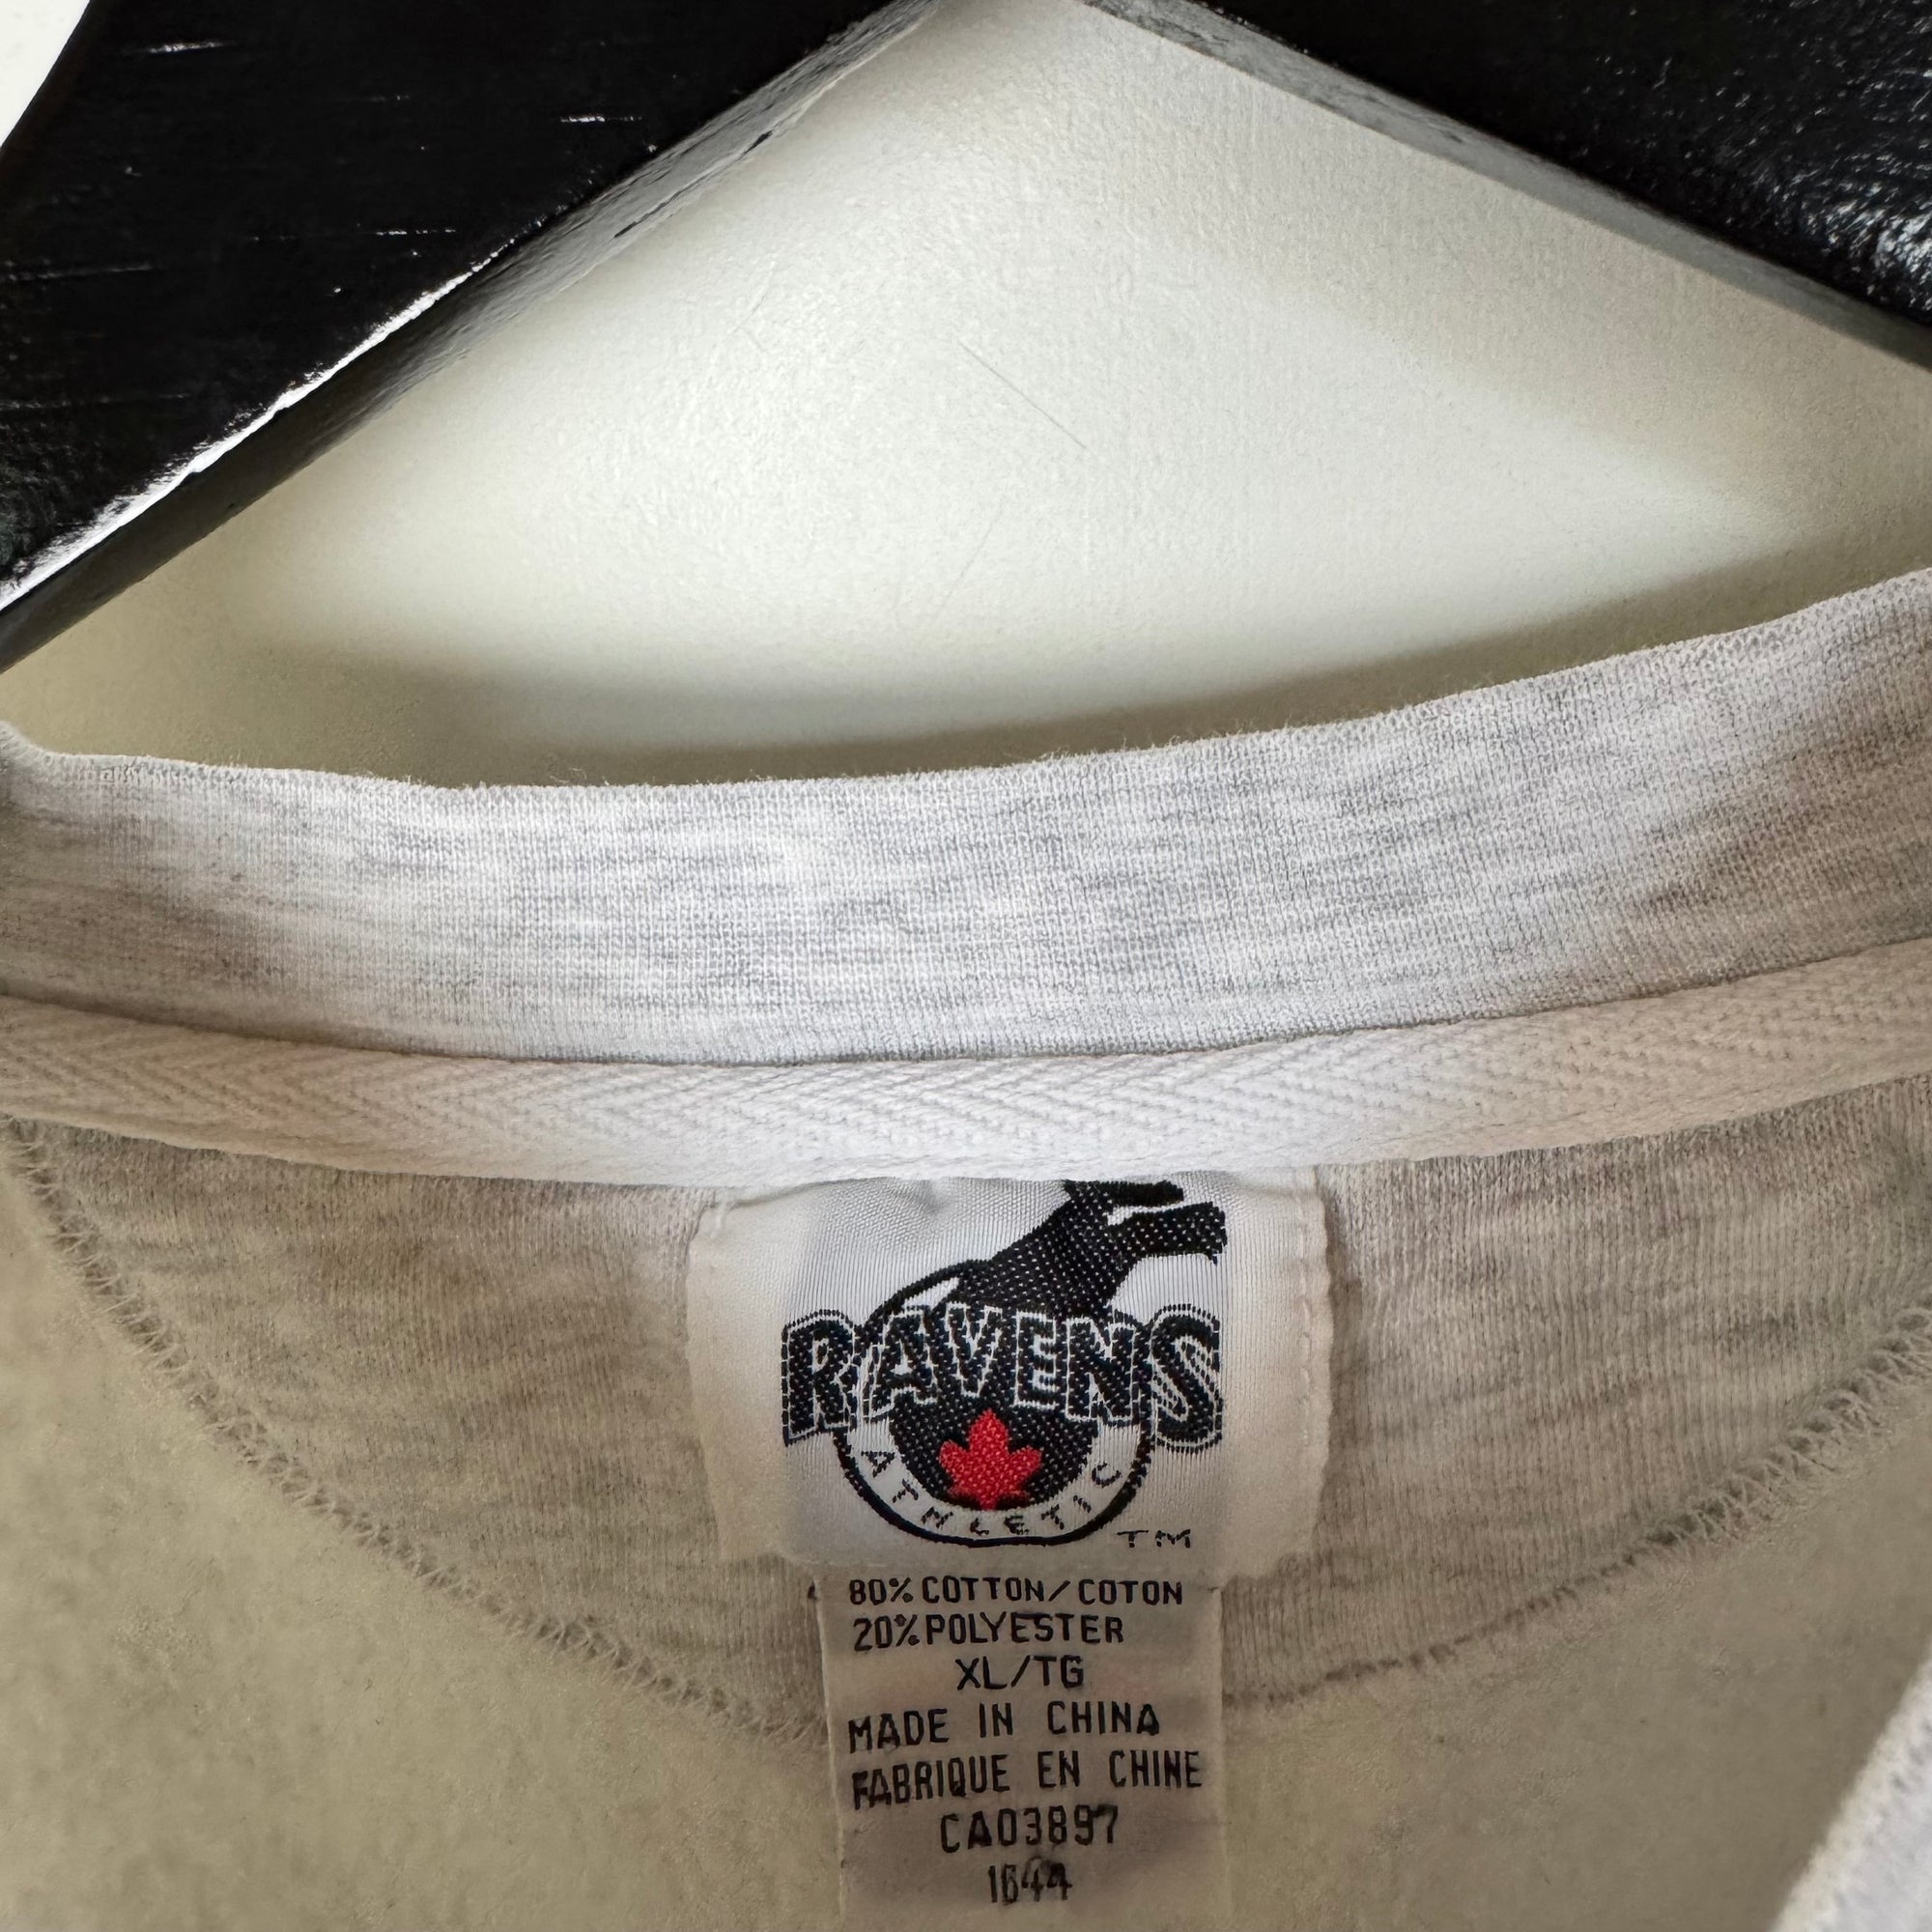 RAVENS
ATHLETIC
TM
80% COTTON/COTON
20% POLYESTER
XL/TG
MADE IN CHINA
FABRIQUE EN CHINE
CA03897
1644